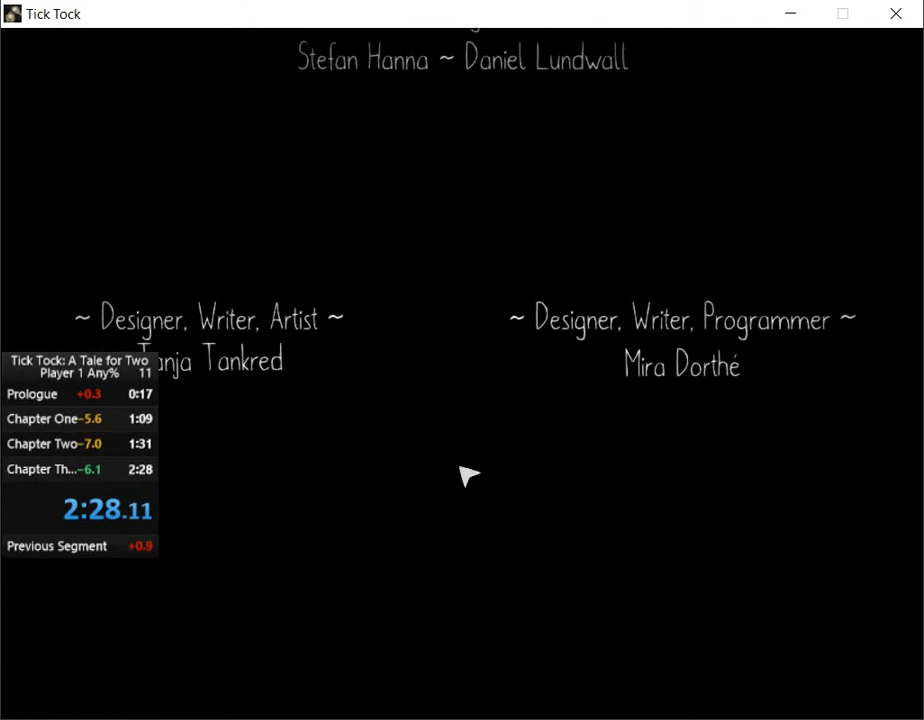 Tick Tock
Stefan Hanna ~ Daniel Lundwall
~ Designer, Writer, Artist ~
Tanja Tankred
~ Designer, Writer, Programmer ~
Mira Dorthé
Tick Tock: A Tale for Two
Player 1 Any% 11
Prologue +0.3 0:17
Chapter One -5.6 1:09
Chapter Two -7.0 1:31
Chapter Th... -6.1 2:28
2:28.11
Previous Segment +0.9